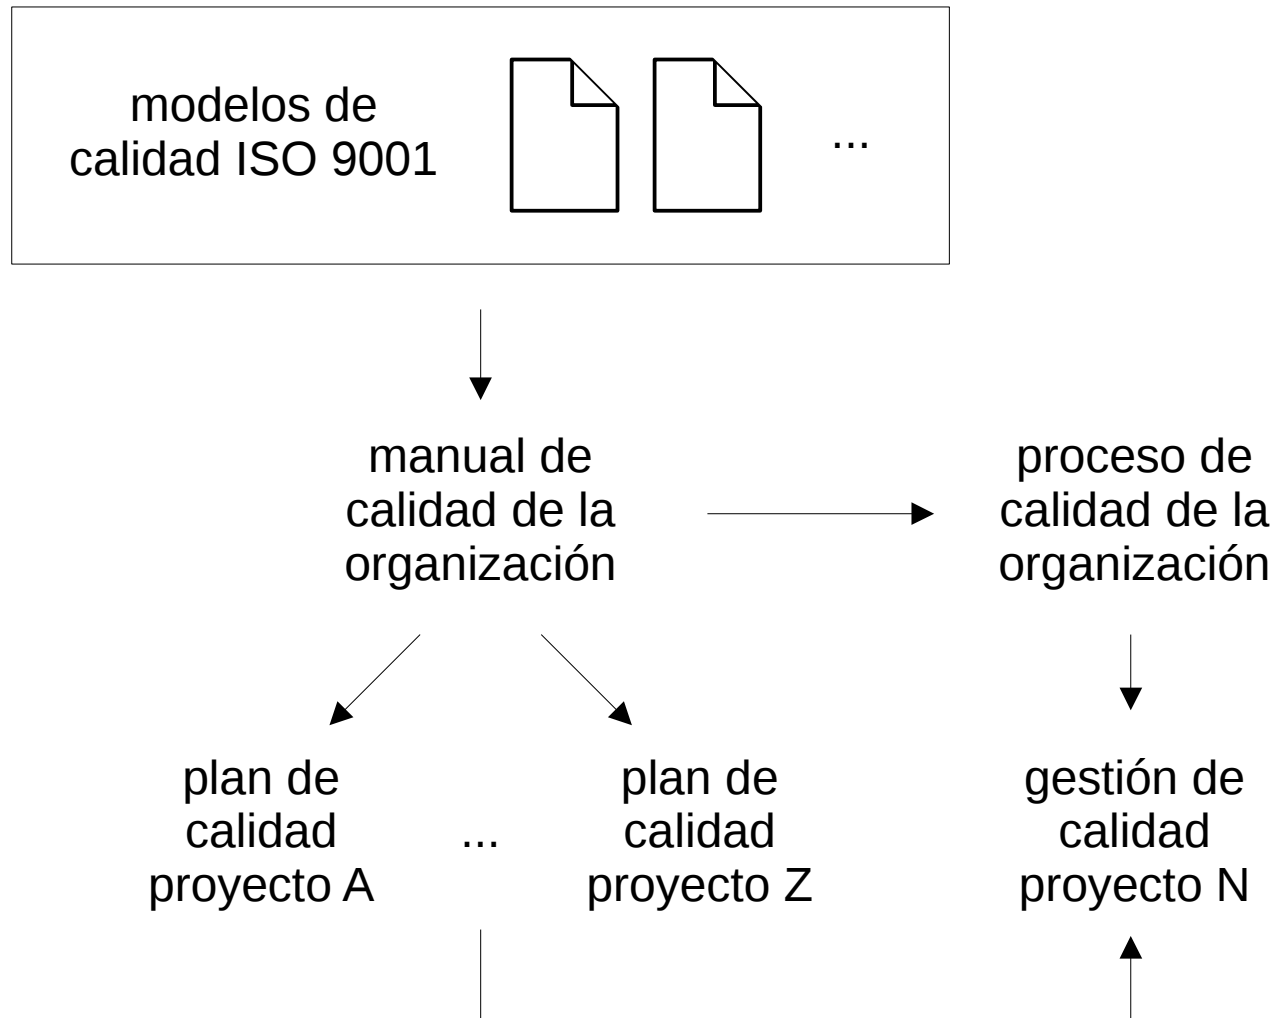 modelos de
calidad ISO 9001
...
manual de
calidad de la
organización
proceso de
calidad de la
organización
plan de
calidad
proyecto A
...
plan de
calidad
proyecto Z
gestión de
calidad
proyecto N